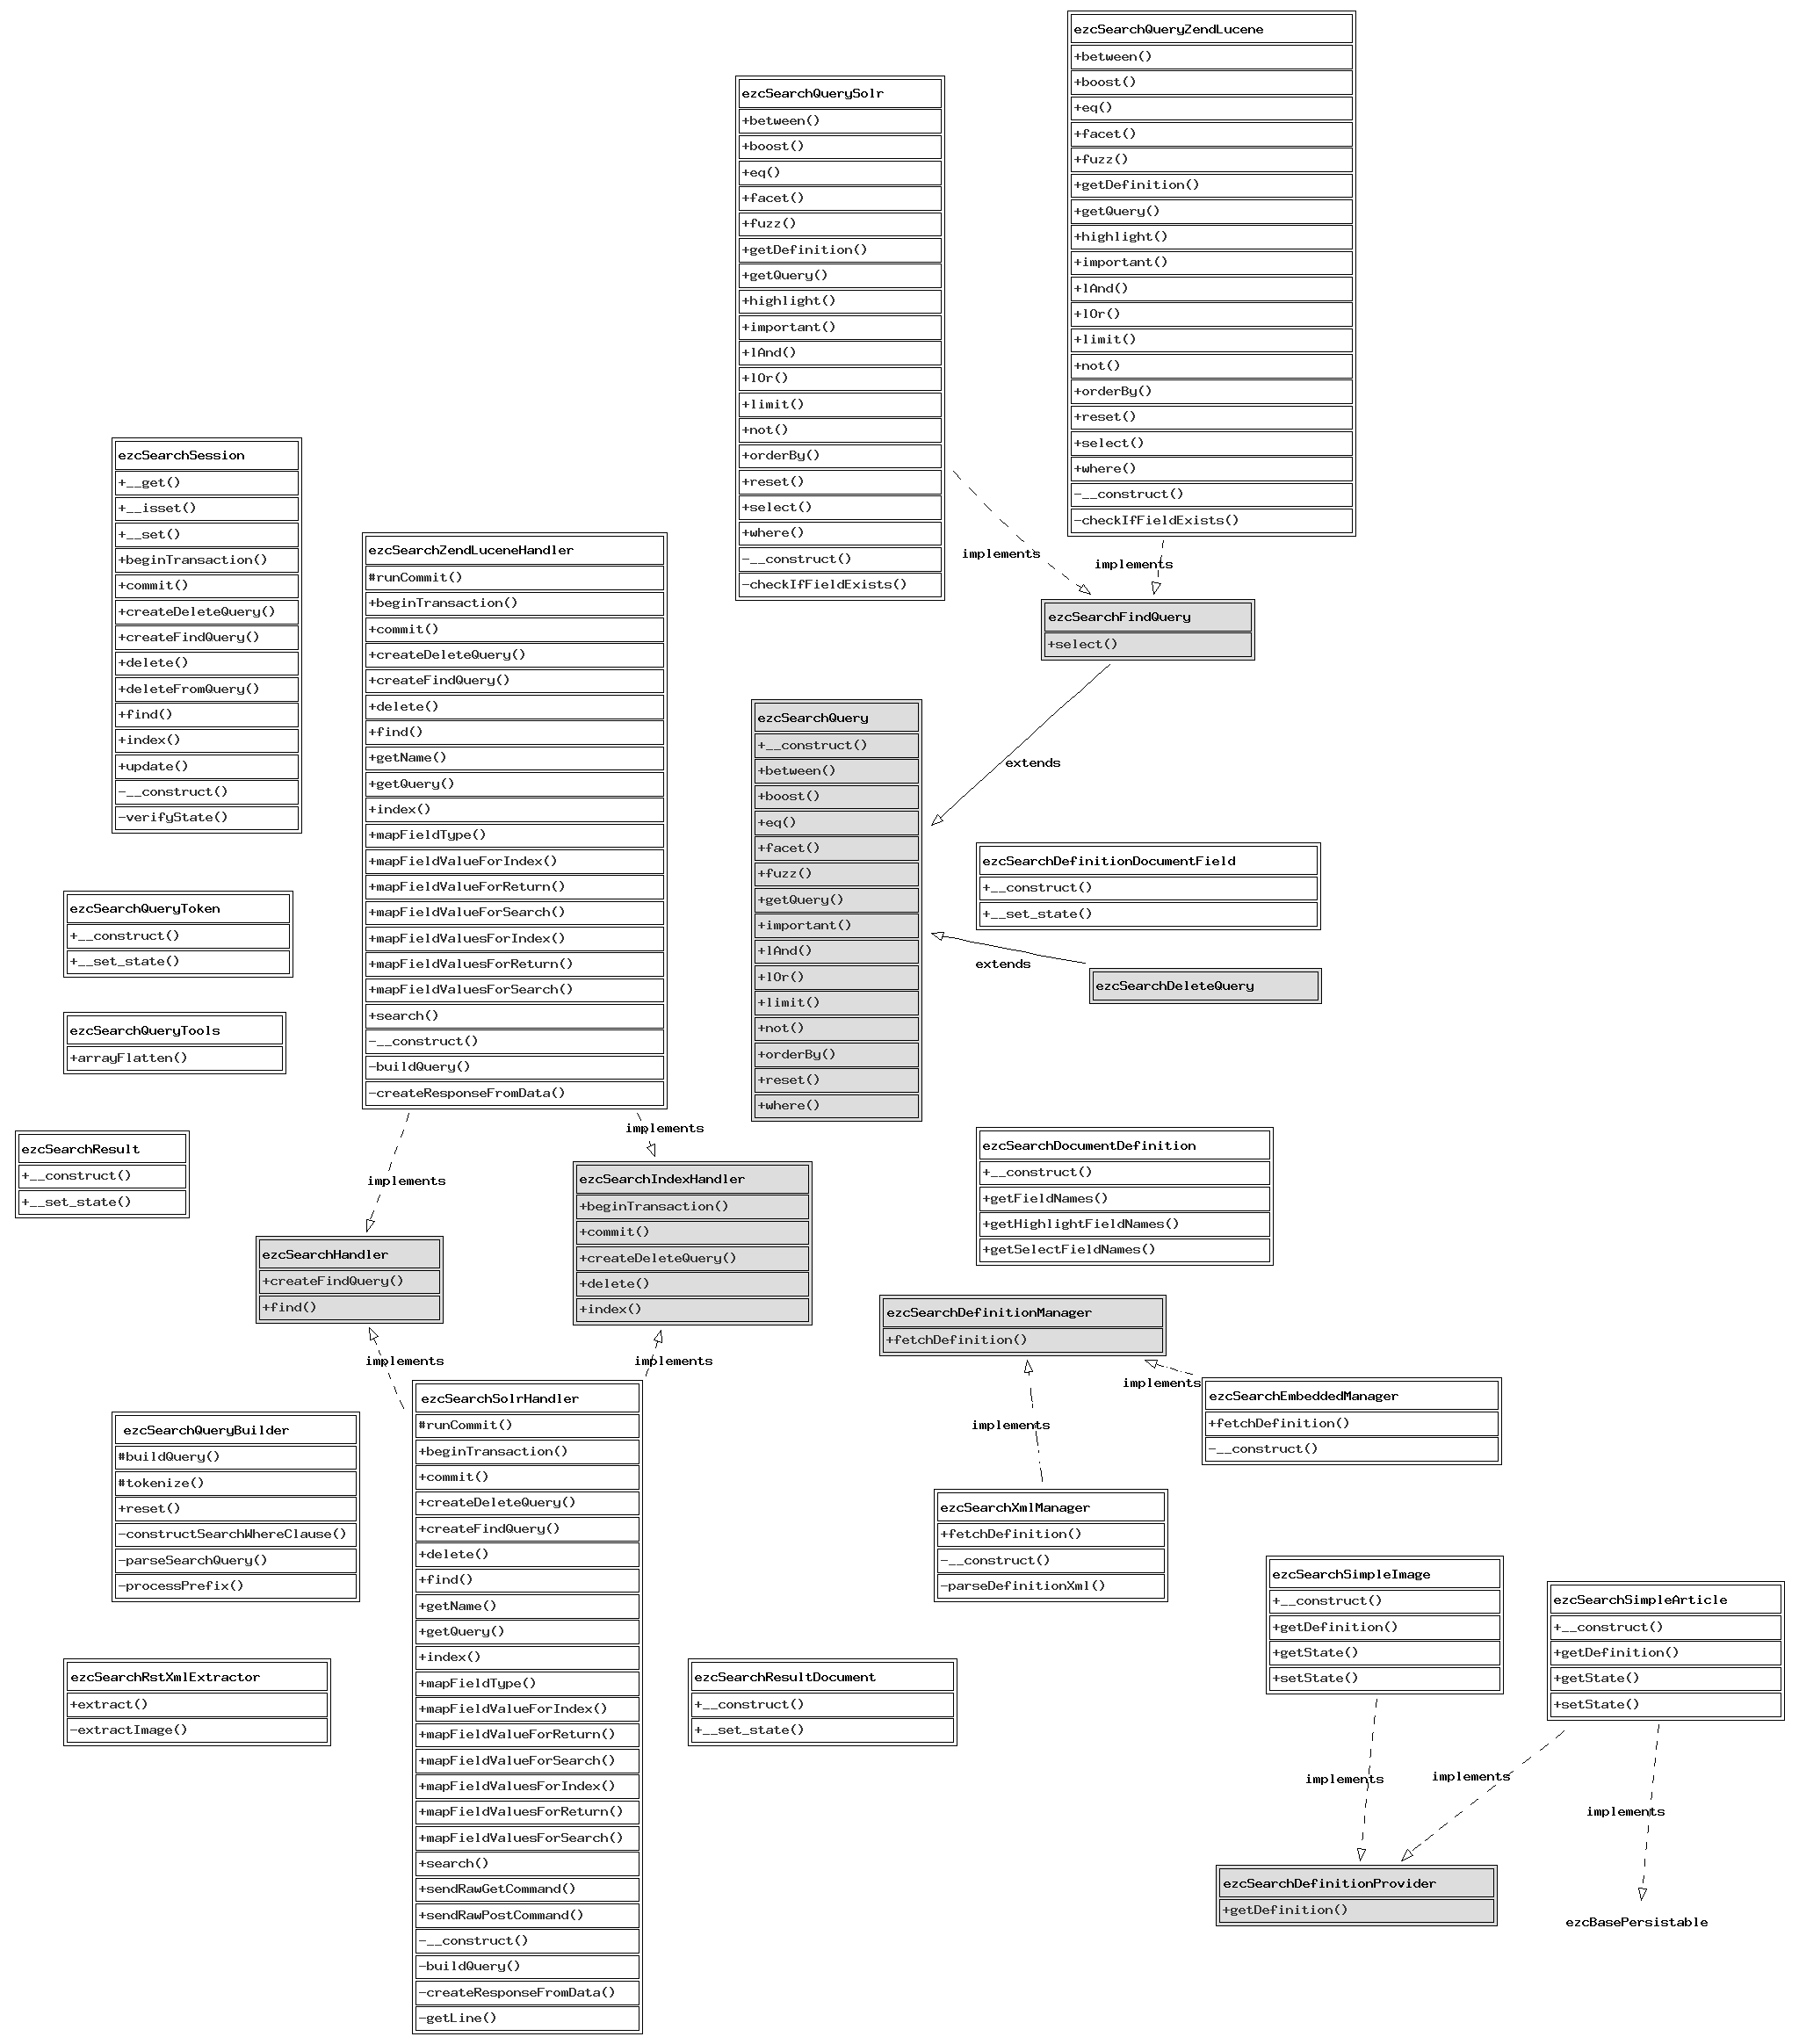 ezcSearchQueryZendLucene
+between()
+boost()
+eq()
+facet()
+fuzz()
+getDefinition()
+getQuery()
+highlight()
+important()
+lAnd()
+lOr()
+limit()
+not()
+orderBy()
+reset()
+select()
+where()
-__construct()
-checkIfFieldExists()
ezcSearchQuerySolr
+between()
+boost()
+eq()
+facet()
+fuzz()
+getDefinition()
+getQuery()
+highlight()
+important()
+lAnd()
+lOr()
+limit()
+not()
+orderBy()
+reset()
+select()
+where()
-__construct()
-checkIfFieldExists()
implements
implements
ezcSearchFindQuery
+select()
ezcSearchSession
+__get()
+__isset()
+__set()
+beginTransaction()
+commit()
+createDeleteQuery()
+createFindQuery()
+delete()
+deleteFromQuery()
+find()
+index()
+update()
-__construct()
-verifyState()
ezcSearchZendLuceneHandler
#runCommit()
+beginTransaction()
+commit()
+createDeleteQuery()
+createFindQuery()
+delete()
+find()
+getName()
+getQuery()
+index()
+mapFieldType()
+mapFieldValueForIndex()
+mapFieldValueForReturn()
+mapFieldValueForSearch()
+mapFieldValuesForIndex()
+mapFieldValuesForReturn()
+mapFieldValuesForSearch()
+search()
-__construct()
-buildQuery()
-createResponseFromData()
ezcSearchQuery
+__construct()
+between()
+boost()
+eq()
+facet()
+fuzz()
+getQuery()
+important()
+lAnd()
+lOr()
+limit()
+not()
+orderBy()
+reset()
+where()
extends
ezcSearchDefinitionDocumentField
+__construct()
+__set_state()
extends
ezcSearchDeleteQuery
ezcSearchQueryToken
+__construct()
+__set_state()
ezcSearchQueryTools
+arrayFlatten()
ezcSearchResult
+__construct()
+__set_state()
implements
implements
ezcSearchHandler
+createFindQuery()
+find()
ezcSearchIndexHandler
+beginTransaction()
+commit()
+createDeleteQuery()
+delete()
+index()
ezcSearchDocumentDefinition
+__construct()
+getFieldNames()
+getHighlightFieldNames()
+getSelectFieldNames()
ezcSearchDefinitionManager
+fetchDefinition()
implements
implements
implements
implements
ezcSearchEmbeddedManager
+fetchDefinition()
-__construct()
ezcSearchQueryBuilder
#buildQuery()
#tokenize()
+reset()
-constructSearchWhereClause()
-parseSearchQuery()
-processPrefix()
ezcSearchSolrHandler
#runCommit()
+beginTransaction()
+commit()
+createDeleteQuery()
+createFindQuery()
+delete()
+find()
+getName()
+getQuery()
+index()
+mapFieldType()
+mapFieldValueForIndex()
+mapFieldValueForReturn()
+mapFieldValueForSearch()
+mapFieldValuesForIndex()
+mapFieldValuesForReturn()
+mapFieldValuesForSearch()
+search()
+sendRawGetCommand()
+sendRawPostCommand()
-__construct()
-buildQuery()
-createResponseFromData()
-getLine()
ezcSearchXmlManager
+fetchDefinition()
-__construct()
-parseDefinitionXml()
ezcSearchSimpleImage
+__construct()
+getDefinition()
+getState()
+setState()
ezcSearchSimpleArticle
+__construct()
+getDefinition()
+getState()
+setState()
ezcSearchRstXmlExtractor
+extract()
-extractImage()
ezcSearchResultDocument
+__construct()
+__set_state()
implements
implements
implements
ezcSearchDefinitionProvider
+getDefinition()
ezcBasePersistable